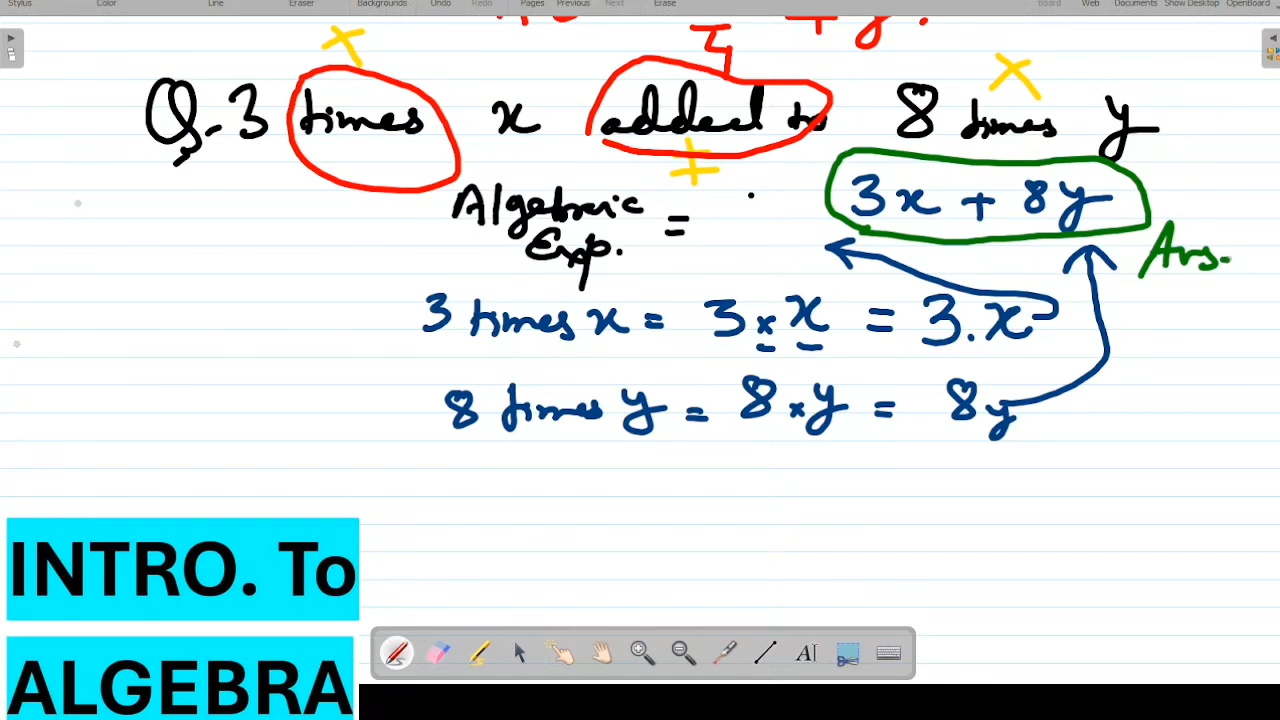 Stylus Color Line Eraser Backgrounds Undo Redo Pages Previous Next Erase Board Web Documents Show Desktop OpenBoard
Q.3 times x added to 8 times y
Algebraic Exp. = 3x + 8y
Ans.
3 times x = 3 × x = 3.x
8 times y = 8 × y = 8y
INTRO. To
ALGEBRA